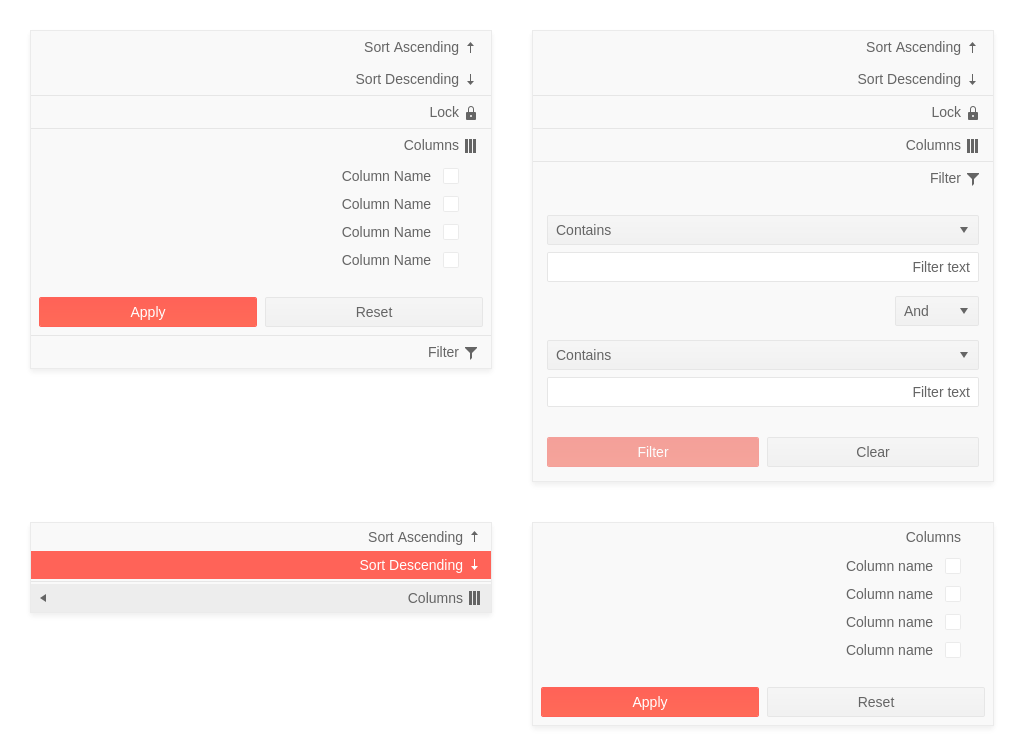 Sort Ascending
Sort Descending
Lock
Columns
Column Name
Column Name
Column Name
Column Name
Apply
Reset
Filter
Sort Ascending
Sort Descending
Lock
Columns
Filter
Contains
Filter text
And
Contains
Filter text
Filter
Clear
Sort Ascending
Sort Descending
Columns
Columns
Column name
Column name
Column name
Column name
Apply
Reset